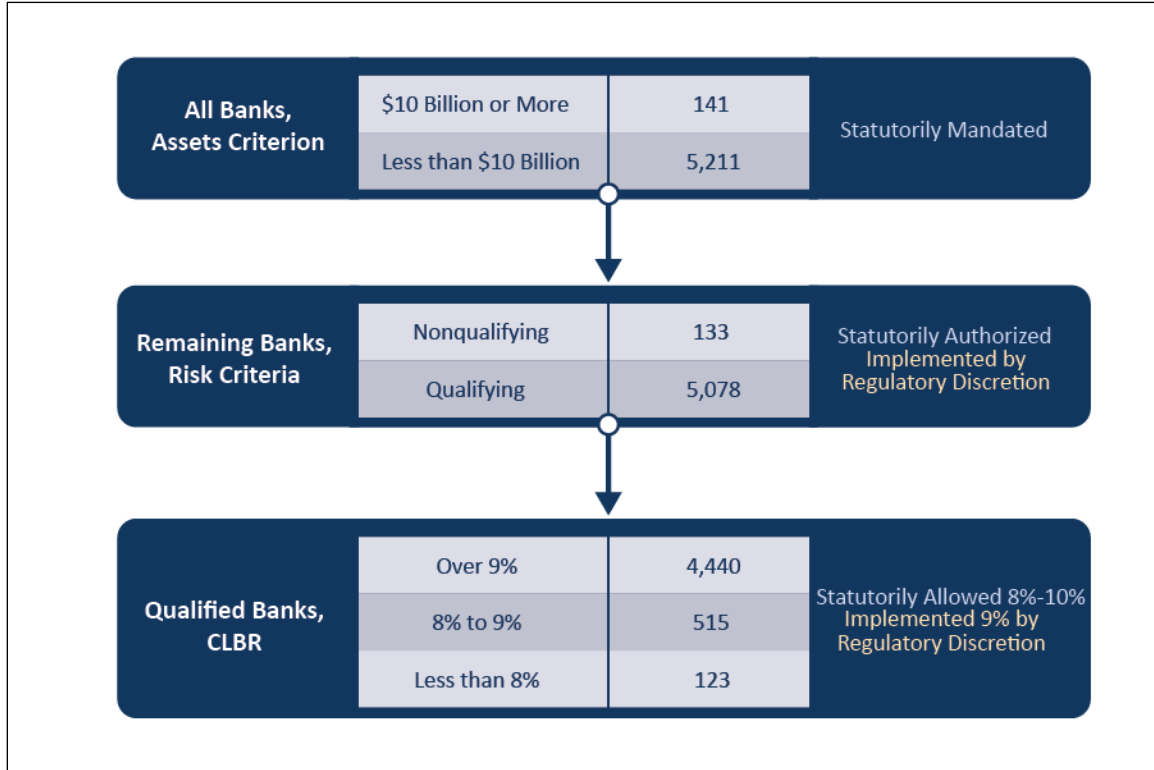 All Banks,
Assets Criterion
$10 Billion or More 141
Less than $10 Billion 5,211
Statutorily Mandated
Remaining Banks,
Risk Criteria
Nonqualifying 133
Qualifying 5,078
Statutorily Authorized
Implemented by
Regulatory Discretion
Qualified Banks,
CLBR
Over 9% 4,440
8% to 9% 515
Less than 8% 123
Statutorily Allowed 8%-10%
Implemented 9% by
Regulatory Discretion